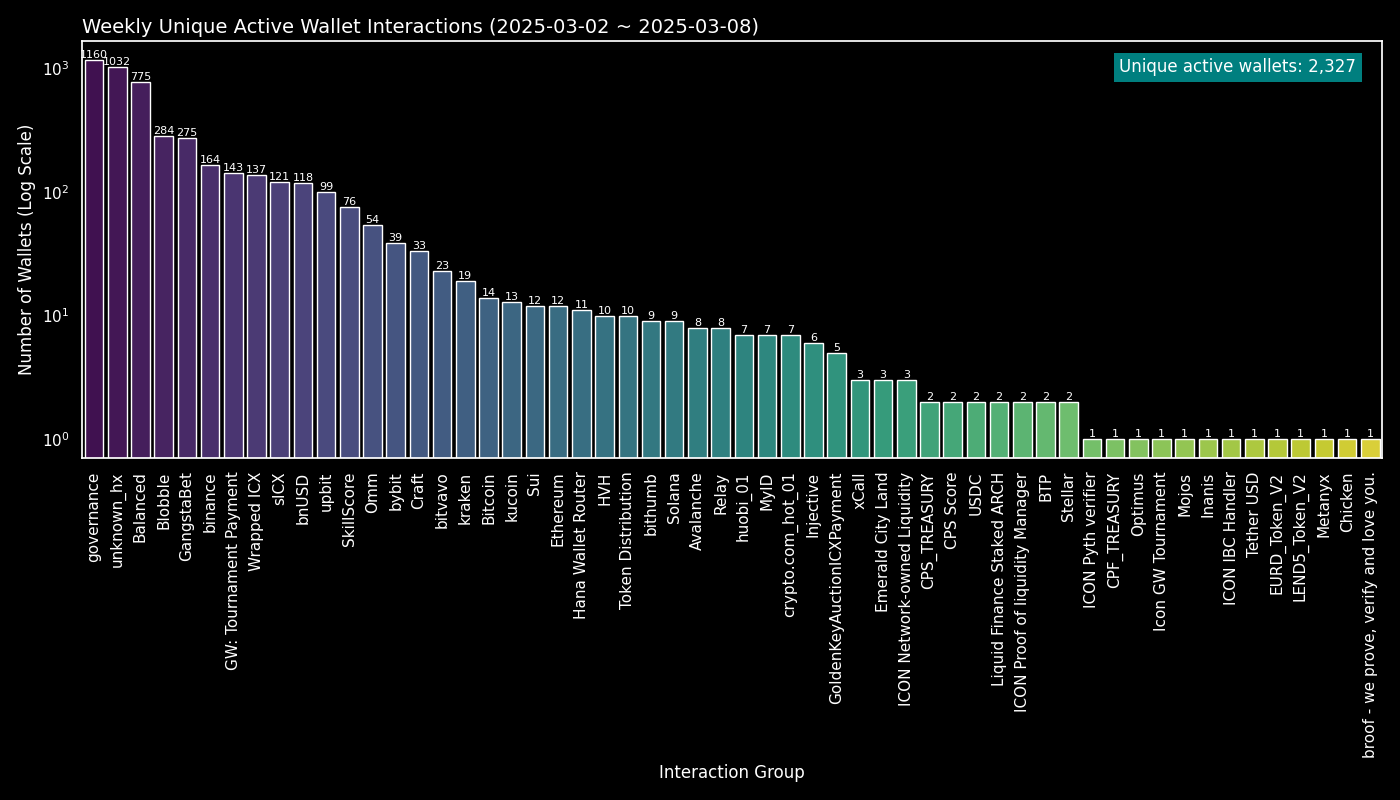 Weekly Unique Active Wallet Interactions (2025-03-02 ~ 2025-03-08)
Unique active wallets: 2,327
Number of Wallets (Log Scale)
10³
10²
10¹
10⁰
1160
1032
775
284
275
164
143
137
121
118
99
76
54
39
33
23
19
14
13
12
12
11
10
10
9
9
8
8
7
7
7
6
5
3
3
3
2
2
2
2
2
2
2
1
1
1
1
1
1
1
1
1
1
1
1
1
governance
unknown_hx
Balanced
Blobble
GangstaBet
binance
GW: Tournament Payment
Wrapped ICX
sICX
bnUSD
upbit
SkillScore
Omm
bybit
Craft
bitvavo
kraken
Bitcoin
kucoin
Sui
Ethereum
Hana Wallet Router
HVH
Token Distribution
bithumb
Solana
Avalanche
Relay
huobi_01
MyID
crypto.com_hot_01
Injective
GoldenKeyAuctionICXPayment
xCall
Emerald City Land
ICON Network-owned Liquidity
CPS_TREASURY
CPS Score
USDC
Liquid Finance Staked ARCH
ICON Proof of liquidity Manager
BTP
Stellar
ICON Pyth verifier
CPF_TREASURY
Optimus
Icon GW Tournament
Mojos
Inanis
ICON IBC Handler
Tether USD
EURD_Token_V2
LEND5_Token_V2
Metanyx
Chicken
broof - we prove, verify and love you.
Interaction Group